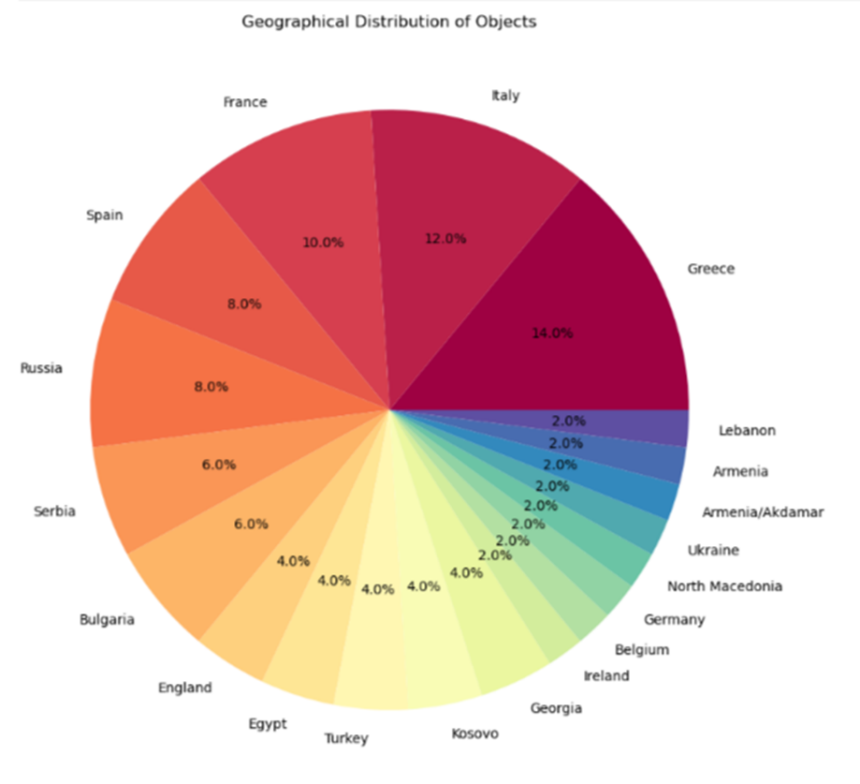 Geographical Distribution of Objects
Italy
France
Spain
Greece
12.0%
10.0%
8.0%
14.0%
Russia
8.0%
2.0%
Lebanon
2.0%
Armenia
6.0%
2.0%
Serbia
2.0%
Armenia/Akdamar
6.0%
2.0%
Ukraine
2.0%
North Macedonia
2.0%
Germany
2.0%
Belgium
4.0%
4.0%
4.0%
4.0%
4.0%
Bulgaria
Ireland
England
Georgia
Egypt
Turkey
Kosovo